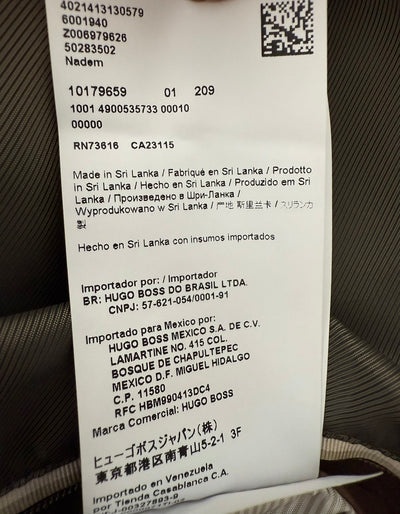 4021413130579
6001940
Z006979626
50283502
Nadem
10179659 01 209
1001 4900535733 00010
00000
RN73616 CA23115
Made in Sri Lanka / Fabriqué en Sri Lanka / Prodotto
in Sri Lanka / Hecho en Sri Lanka / Produzido em Sri
Lanka / Произведено в Шри-Ланка /
Wyprodukowano w Sri Lanka / 产地 斯里兰卡 / スリランカ
製
Hecho en Sri Lanka con insumos importados
Importador por: / Importador
BR: HUGO BOSS DO BRASIL LTDA.
CNPJ: 57-621-054/0001-91
Importado para Mexico por:
HUGO BOSS MEXICO S.A. DE C.V.
LAMARTINE NO. 415 COL.
BOSQUE DE CHAPULTEPEC
MEXICO D.F. MIGUEL HIDALGO
C.P. 11580
RFC HBM990413DC4
Marca Comercial: HUGO BOSS
ヒューゴボスジャパン(株)
東京都港区南青山5-2-1 3F
Importado en Venezuela
por Tienda Casablanca C.A.